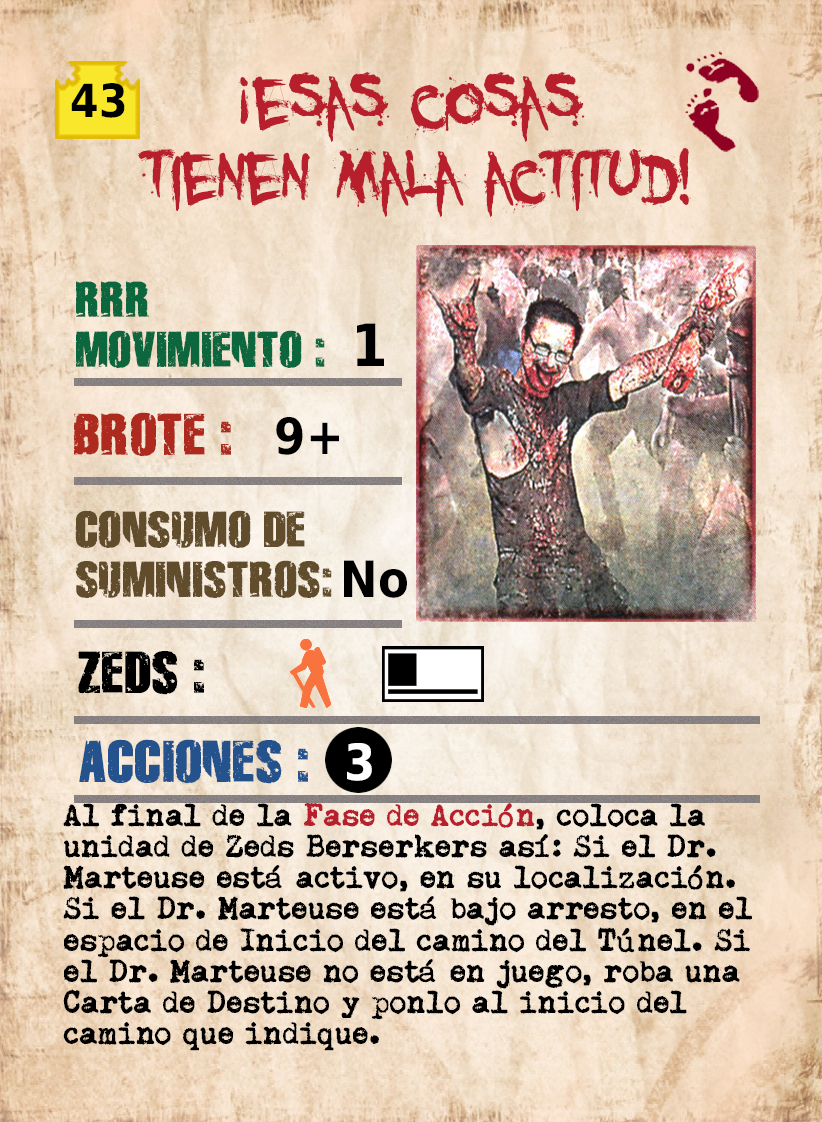 43
¡ESAS COSAS
TIENEN MALA ACTITUD!
RRR
MOVIMIENTO : 1
BROTE : 9+
CONSUMO DE
SUMINISTROS: No
ZEDS :
ACCIONES : 3
Al final de la Fase de Acción, coloca la
unidad de Zeds Berserkers así: Si el Dr.
Marteuse está activo, en su localización.
Si el Dr. Marteuse está bajo arresto, en el
espacio de Inicio del camino del Túnel. Si
el Dr. Marteuse no está en juego, roba una
Carta de Destino y ponlo al inicio del
camino que indique.